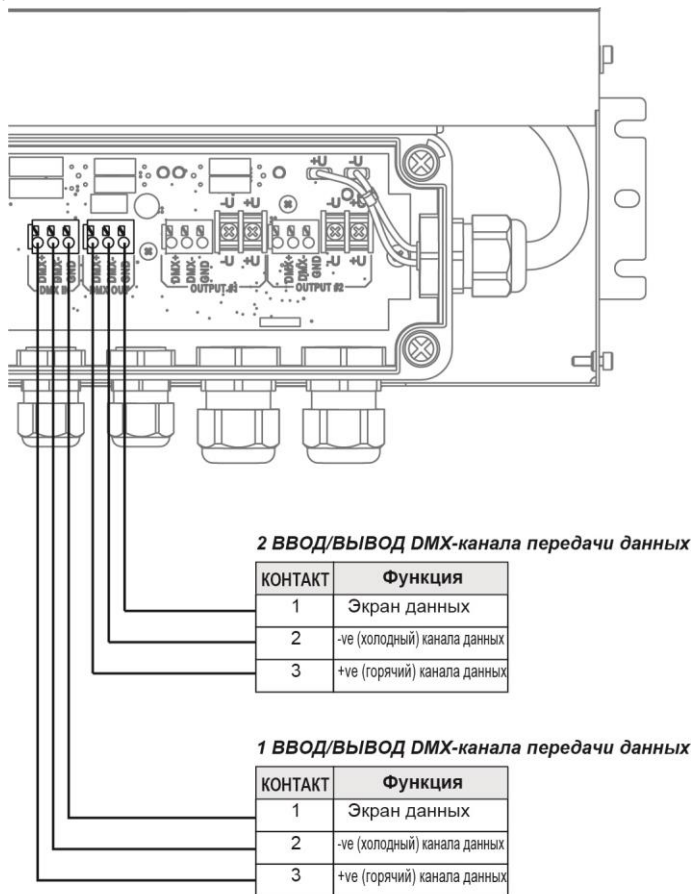 +U -U
-U +U -U +U
DMX+ DMX- GND DMX+ DMX- GND DMX+ DMX- GND -U +U DMX+ DMX- GND -U +U
DMX IN DMX OUT OUTPUT #1 OUTPUT #2
2 ВВОД/ВЫВОД DMX-канала передачи данных
КОНТАКТ Функция
1 Экран данных
2 -ve (холодный) канала данных
3 +ve (горячий) канала данных
1 ВВОД/ВЫВОД DMX-канала передачи данных
КОНТАКТ Функция
1 Экран данных
2 -ve (холодный) канала данных
3 +ve (горячий) канала данных